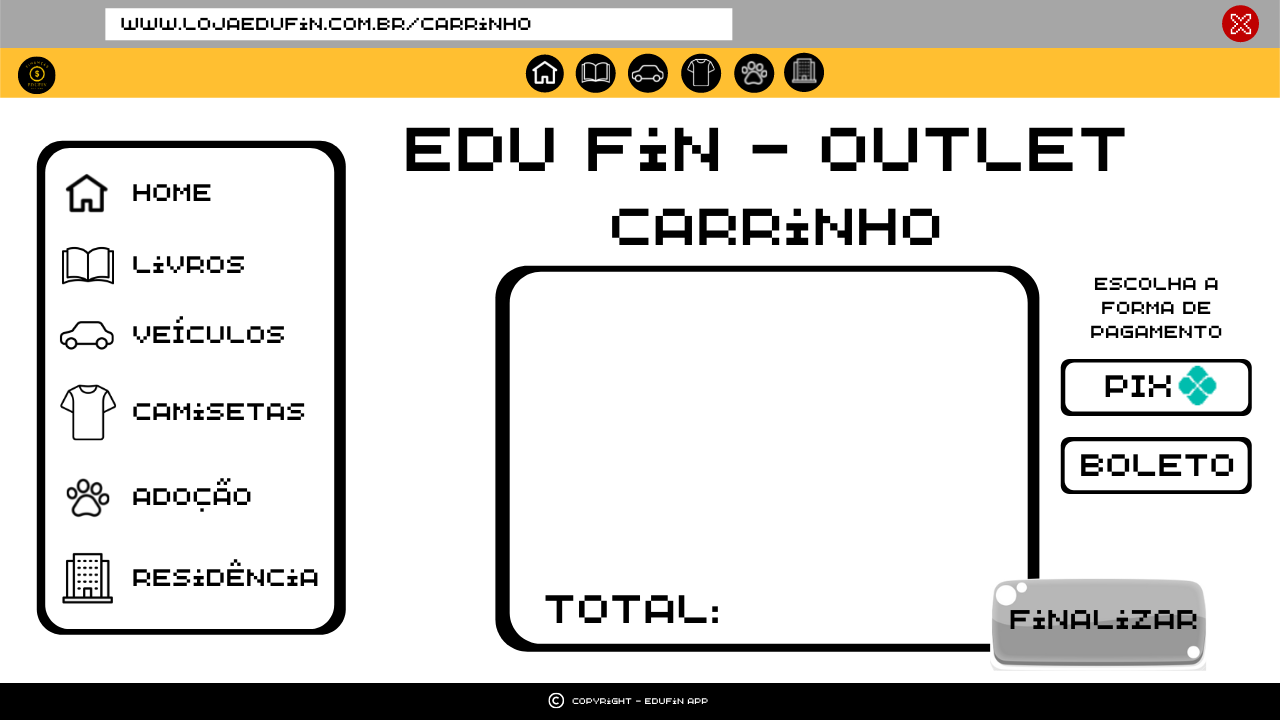 WWW.LOJAEDUFiN.COM.BR/CARRiNHO
EDU FiN - OUTLET
CARRiNHO
HOME
LiVROS
VEÍCULOS
CAMiSETAS
ADOÇÃO
RESiDÊNCiA
TOTAL:
ESCOLHA A
FORMA DE
PAGAMENTO
PIX
BOLETO
FiNALiZAR
© COPYRiGHT - EDUFiN APP